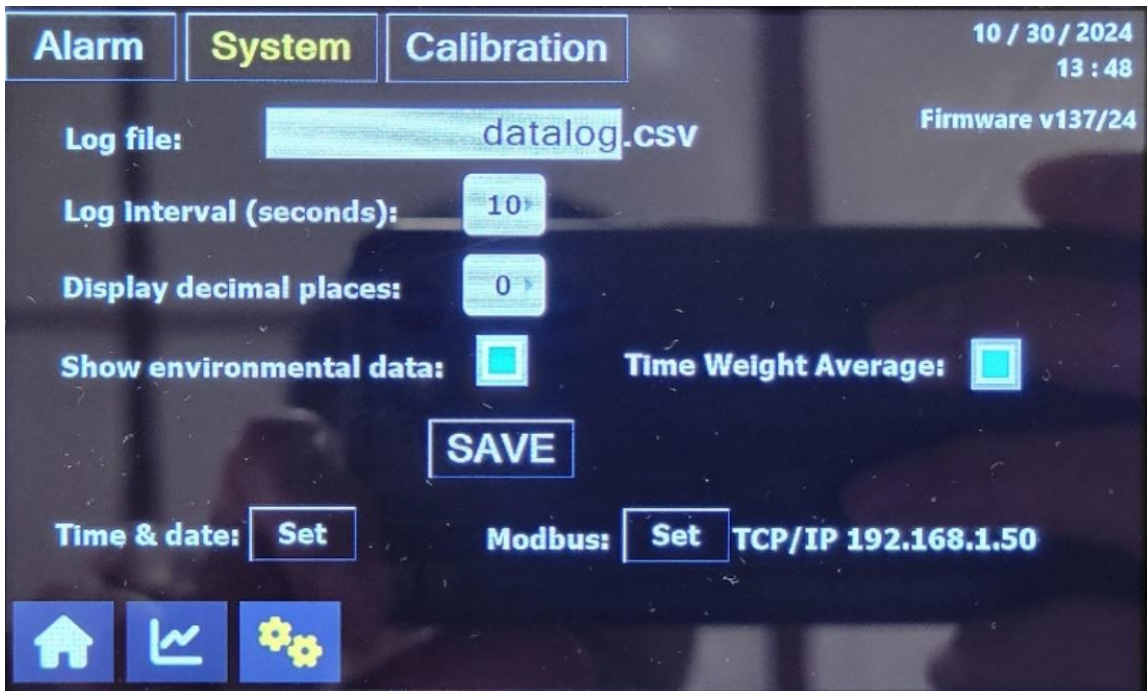 Alarm System Calibration
10 / 30 / 2024
13 : 48
Firmware v137/24
Log file: datalog.csv
Log interval (seconds): 10
Display decimal places: 0
Show environmental data:
Time Weight Average:
SAVE
Time & date: Set
Modbus: Set TCP/IP 192.168.1.50